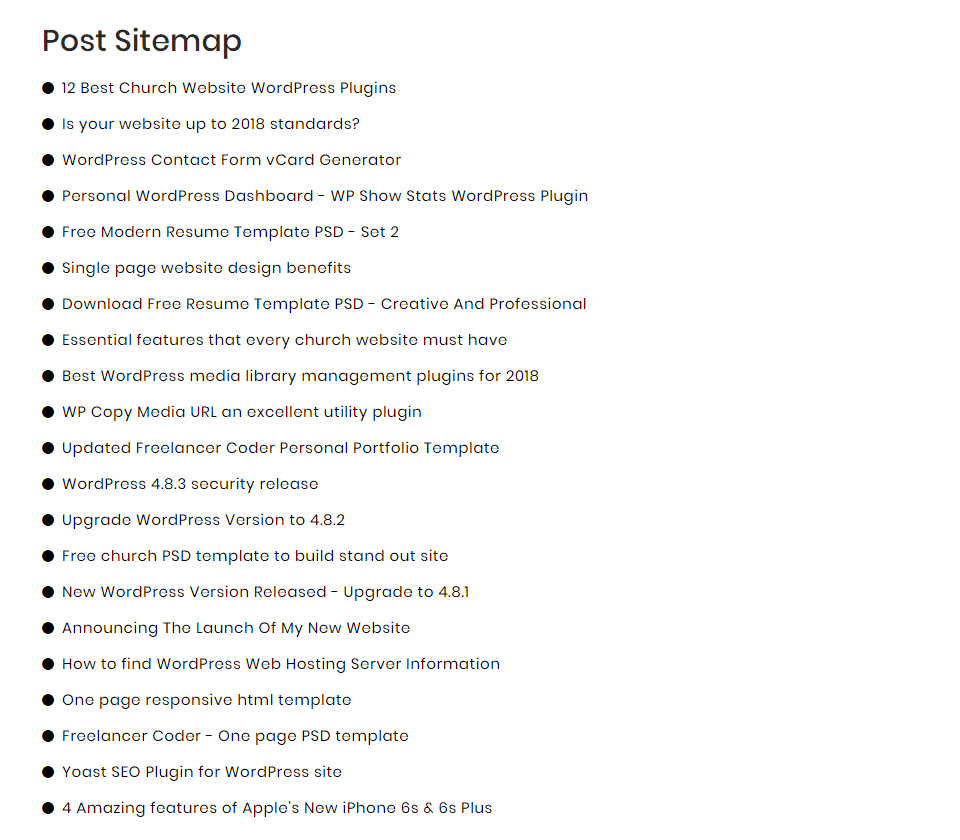 Post Sitemap
12 Best Church Website WordPress Plugins
Is your website up to 2018 standards?
WordPress Contact Form vCard Generator
Personal WordPress Dashboard - WP Show Stats WordPress Plugin
Free Modern Resume Template PSD - Set 2
Single page website design benefits
Download Free Resume Template PSD - Creative And Professional
Essential features that every church website must have
Best WordPress media library management plugins for 2018
WP Copy Media URL an excellent utility plugin
Updated Freelancer Coder Personal Portfolio Template
WordPress 4.8.3 security release
Upgrade WordPress Version to 4.8.2
Free church PSD template to build stand out site
New WordPress Version Released - Upgrade to 4.8.1
Announcing The Launch Of My New Website
How to find WordPress Web Hosting Server Information
One page responsive html template
Freelancer Coder - One page PSD template
Yoast SEO Plugin for WordPress site
4 Amazing features of Apple's New iPhone 6s & 6s Plus